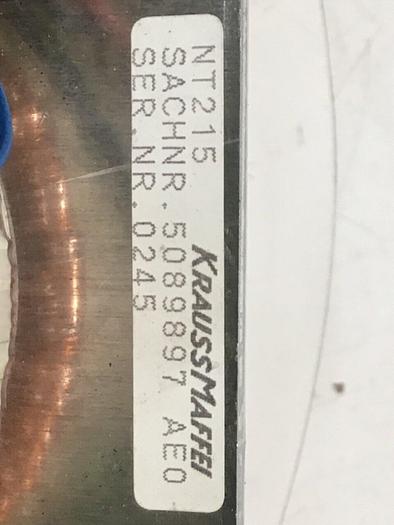 NT215 KRAUSSMAFFEI
SACHNR. 5089897 AE0
SER.NR. 0245